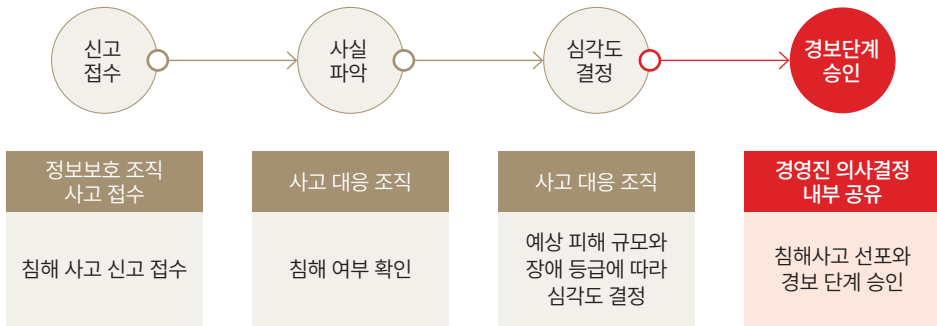 신고
접수
사실
파악
심각도
결정
경보단계
승인
정보보호 조직
사고 접수
침해 사고 신고 접수
사고 대응 조직
침해 여부 확인
사고 대응 조직
예상 피해 규모와
장애 등급에 따라
심각도 결정
경영진 의사결정
내부 공유
침해사고 선포와
경보 단계 승인